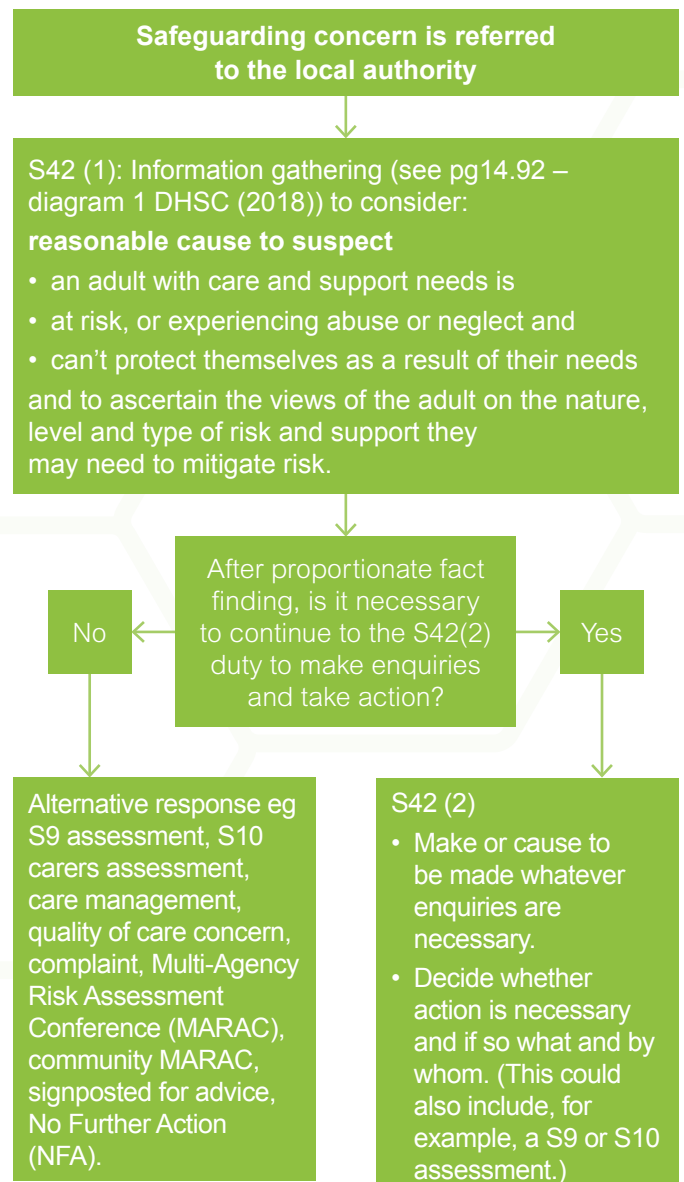 Safeguarding concern is referred
to the local authority
S42 (1): Information gathering (see pg14.92 –
diagram 1 DHSC (2018)) to consider:
reasonable cause to suspect
• an adult with care and support needs is
• at risk, or experiencing abuse or neglect and
• can't protect themselves as a result of their needs
and to ascertain the views of the adult on the nature,
level and type of risk and support they
may need to mitigate risk.
After proportionate fact
finding, is it necessary
to continue to the S42(2)
duty to make enquiries
and take action?
No
Yes
Alternative response eg
S9 assessment, S10
carers assessment,
care management,
quality of care concern,
complaint, Multi-Agency
Risk Assessment
Conference (MARAC),
community MARAC,
signposted for advice,
No Further Action
(NFA).
S42 (2)
• Make or cause to
be made whatever
enquiries are
necessary.
• Decide whether
action is necessary
and if so what and by
whom. (This could
also include, for
example, a S9 or S10
assessment.)